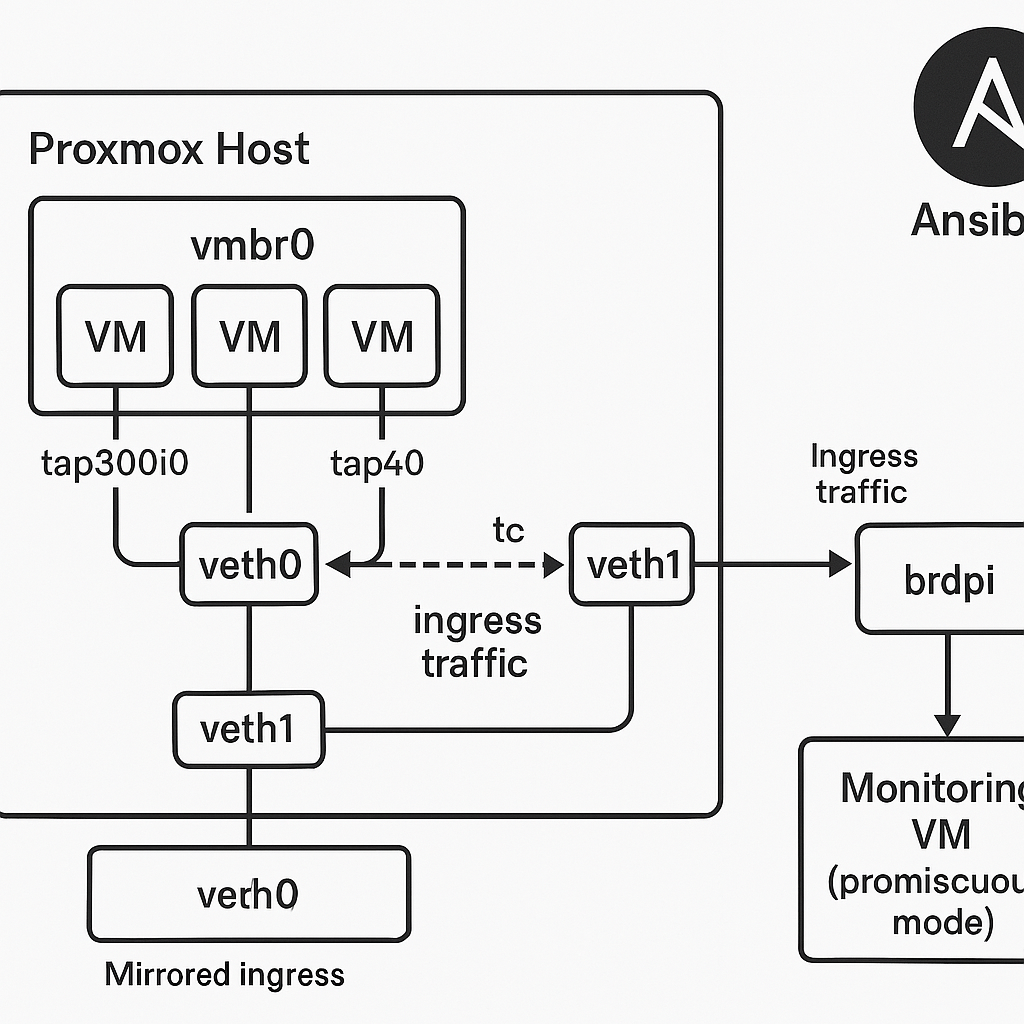 Proxmox Host
Ansib
vmbr0
VM VM VM
tap300i0 tap40
Ingress
traffic
tc
veth0 veth1
brdpi
ingress
traffic
veth1
Monitoring
VM
(promiscuou
mode)
verh0
Mirrored ingress